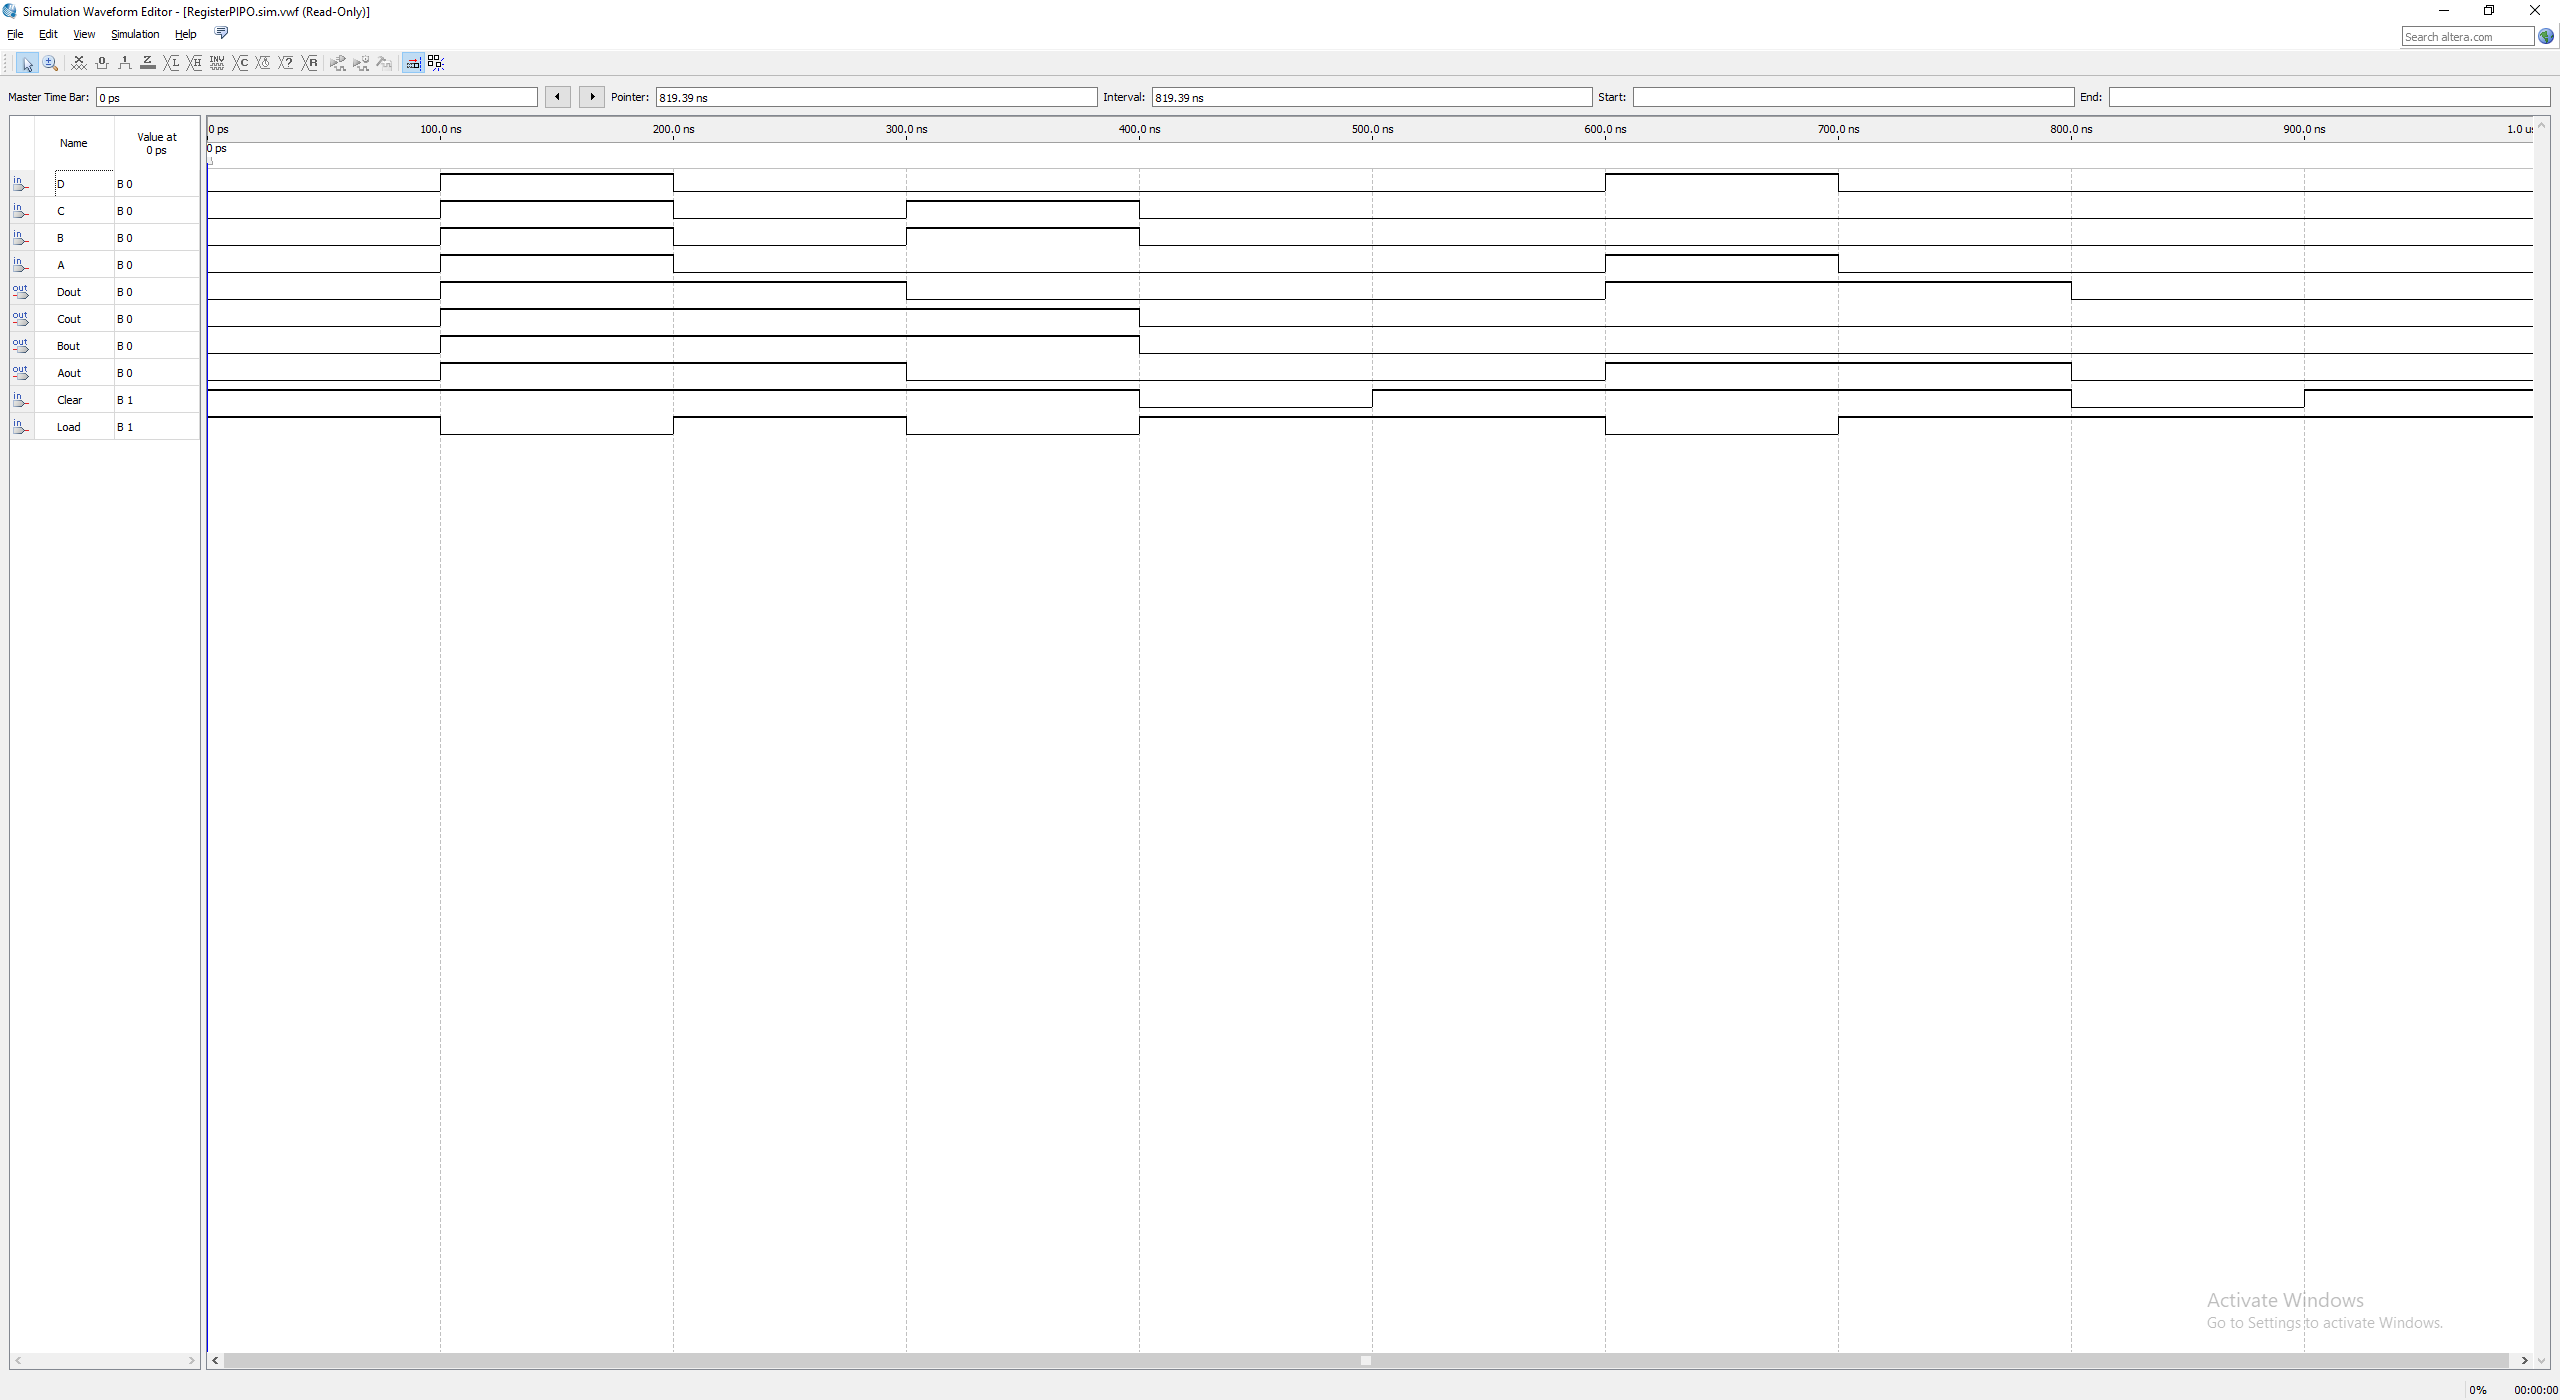 Simulation Waveform Editor - [RegisterPIPO.sim.vwf (Read-Only)]
File Edit View Simulation Help
Search altera.com
Master Time Bar: 0 ps Pointer: 819.39 ns Interval: 819.39 ns Start: End:
Name Value at 0 ps
0 ps 100.0 ns 200.0 ns 300.0 ns 400.0 ns 500.0 ns 600.0 ns 700.0 ns 800.0 ns 900.0 ns 1.0 us
0 ps
in D B 0
in C B 0
in B B 0
in A B 0
out Dout B 0
out Cout B 0
out Bout B 0
out Aout B 0
in Clear B 1
in Load B 1
Activate Windows
Go to Settings to activate Windows.
0% 00:00:00